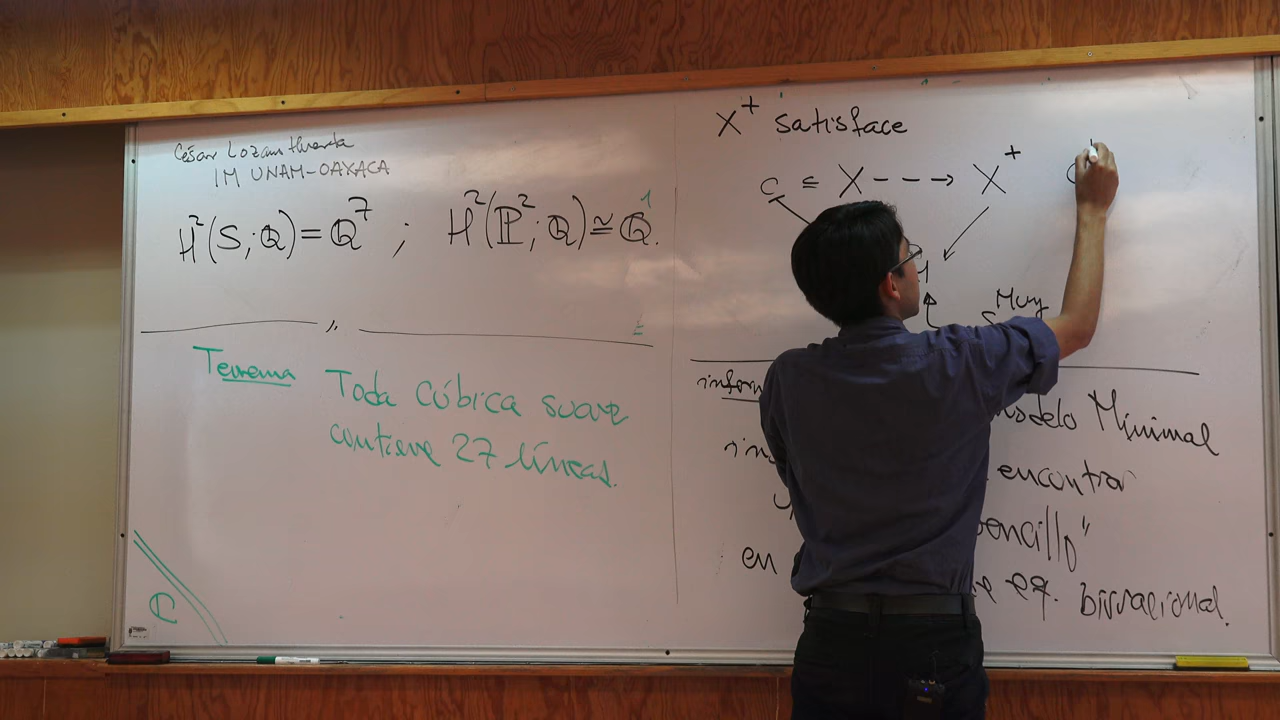 César Lozano Huerta
IM UNAM-OAXACA
H²(S; ℚ) = ℚ⁷ ; H²(ℙ²; ℚ) ≅ ℚ¹.
Teorema Toda Cúbica suave
contiene 27 líneas.
ℂ
X⁺ satisface
C ⊆ X ---> X⁺
Muy
Modelo Minimal
encontrar
sencillo"
en
eq. birracional.